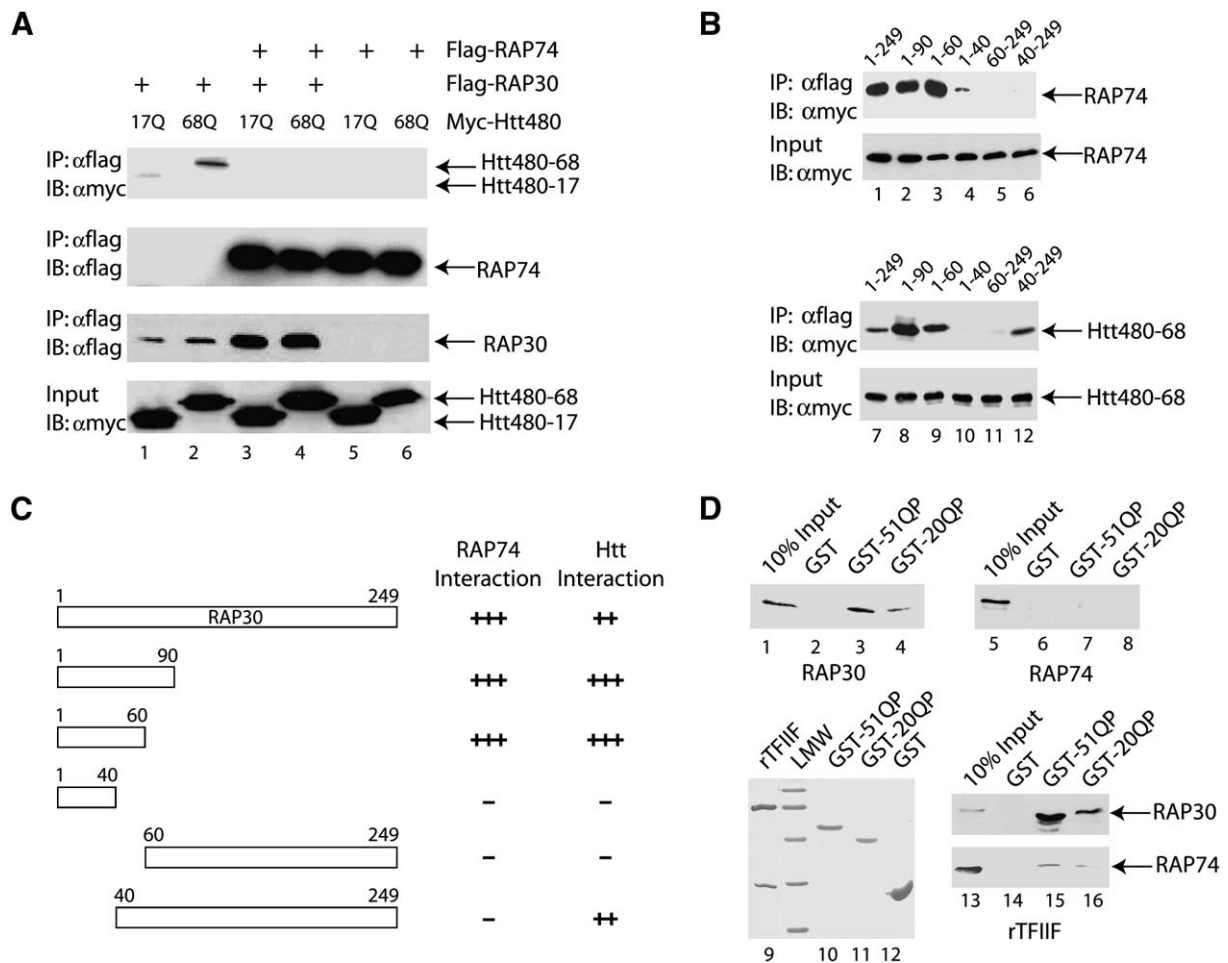 A
+ + + + Flag-RAP74
+ + + + Flag-RAP30
17Q 68Q 17Q 68Q 17Q 68Q Myc-Htt480
IP: αflag
IB: αmyc
Htt480-68
Htt480-17
IP: αflag
IB: αflag
RAP74
IP: αflag
IB: αflag
RAP30
Input
IB: αmyc
Htt480-68
Htt480-17
1 2 3 4 5 6
B
1-249 1-90 1-60 1-40 60-249 40-249
IP: αflag
IB: αmyc
RAP74
Input
IB: αmyc
RAP74
1 2 3 4 5 6
1-249 1-90 1-60 1-40 60-249 40-249
IP: αflag
IB: αmyc
Htt480-68
Input
IB: αmyc
Htt480-68
7 8 9 10 11 12
C
RAP74 Htt
Interaction Interaction
1 249
RAP30 +++ ++
1 90
+++ +++
1 60
+++ +++
1 40
– –
60 249
– –
40 249
– ++
D
10% Input GST GST-51QP GST-20QP
1 2 3 4
RAP30
10% Input GST GST-51QP GST-20QP
5 6 7 8
RAP74
rTFIIF LMW GST-51QP GST-20QP GST
9 10 11 12
10% Input GST GST-51QP GST-20QP
RAP30
RAP74
13 14 15 16
rTFIIF